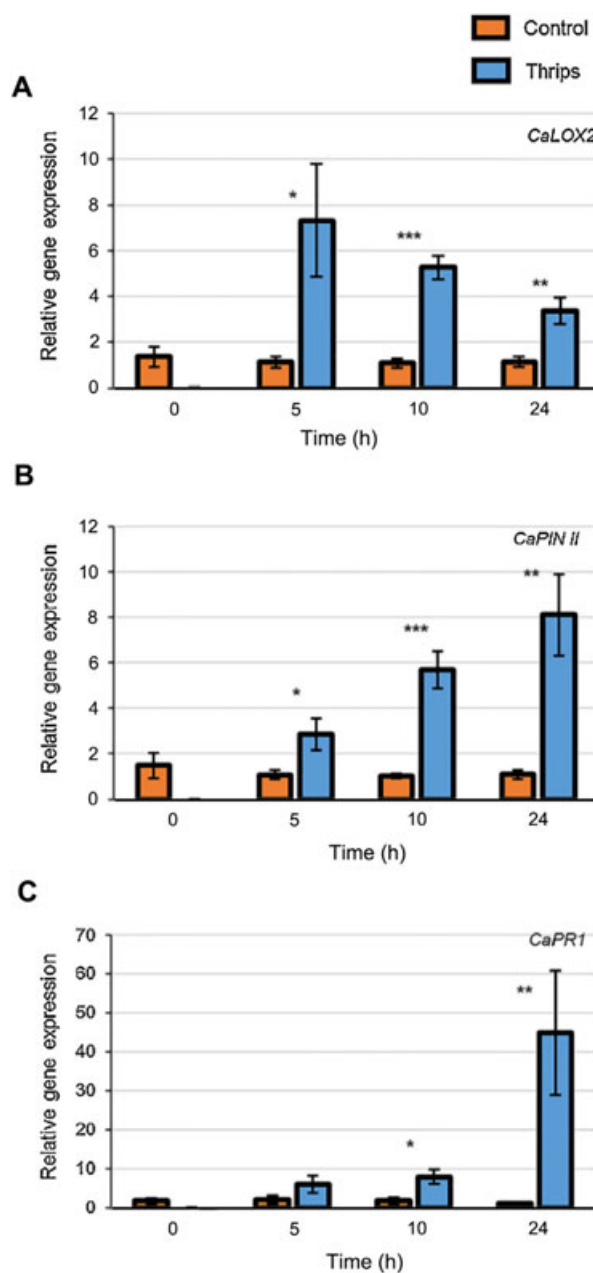 Control
Thrips
A
CaLOX2
Relative gene expression
12
10
8
6
4
2
0
* *** **
0 5 10 24
Time (h)
B
CaPIN II
Relative gene expression
12
10
8
6
4
2
0
* *** **
0 5 10 24
Time (h)
C
CaPR1
Relative gene expression
70
60
50
40
30
20
10
0
* **
0 5 10 24
Time (h)